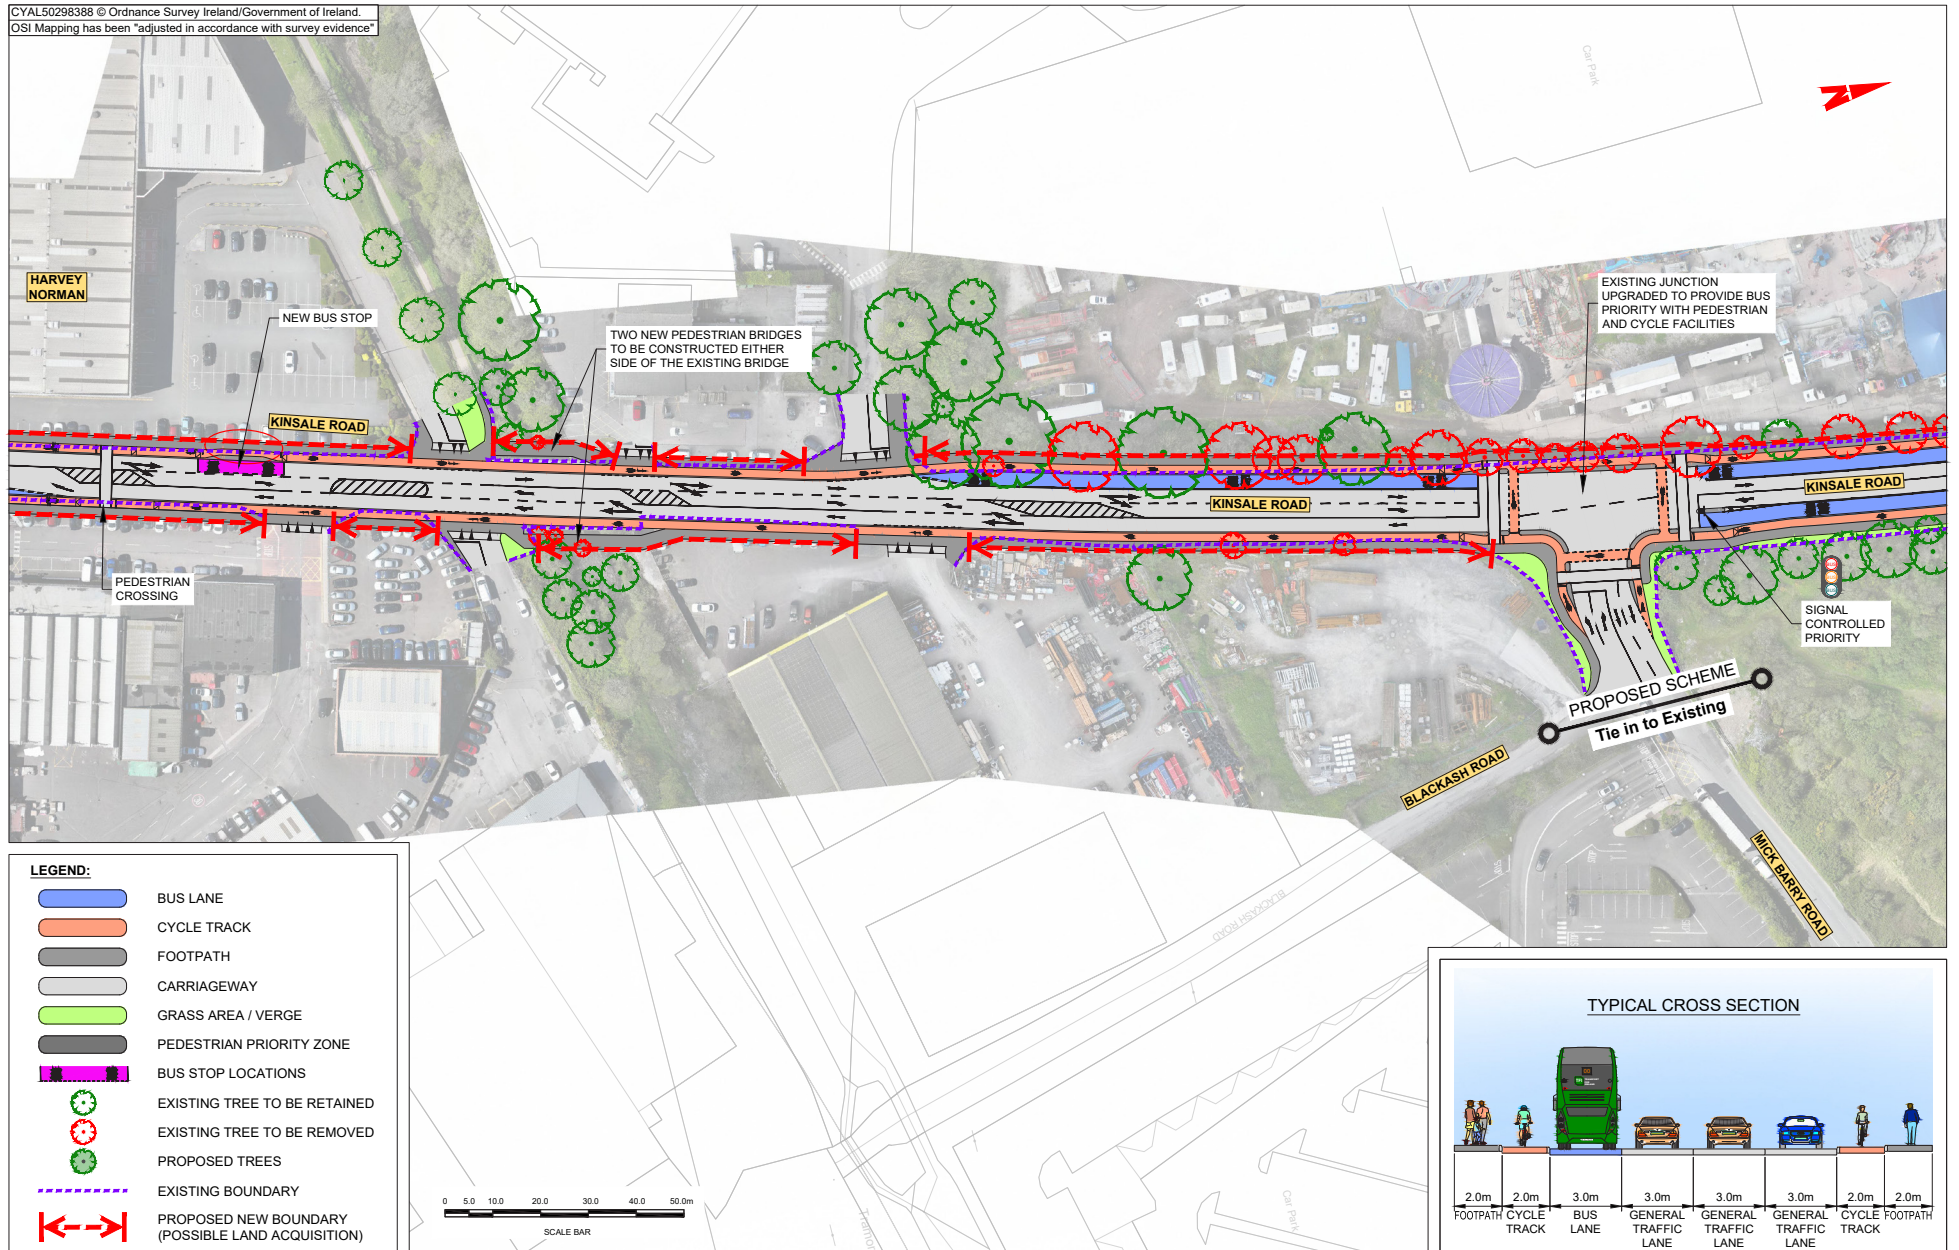 CYAL50298388 © Ordnance Survey Ireland/Government of Ireland.
OSI Mapping has been "adjusted in accordance with survey evidence"
Car Park
HARVEY
NORMAN
NEW BUS STOP
KINSALE ROAD
TWO NEW PEDESTRIAN BRIDGES
TO BE CONSTRUCTED EITHER
SIDE OF THE EXISTING BRIDGE
EXISTING JUNCTION
UPGRADED TO PROVIDE BUS
PRIORITY WITH PEDESTRIAN
AND CYCLE FACILITIES
KINSALE ROAD
KINSALE ROAD
PEDESTRIAN
CROSSING
SIGNAL
CONTROLLED
PRIORITY
PROPOSED SCHEME
Tie in to Existing
BLACKASH ROAD
MICK BARRY ROAD
BLACKASH ROAD
Car Park
LEGEND:
BUS LANE
CYCLE TRACK
FOOTPATH
CARRIAGEWAY
GRASS AREA / VERGE
PEDESTRIAN PRIORITY ZONE
BUS STOP LOCATIONS
EXISTING TREE TO BE RETAINED
EXISTING TREE TO BE REMOVED
PROPOSED TREES
EXISTING BOUNDARY
PROPOSED NEW BOUNDARY
(POSSIBLE LAND ACQUISITION)
0 5.0 10.0 20.0 30.0 40.0 50.0m
SCALE BAR
TYPICAL CROSS SECTION
2.0m 2.0m 3.0m 3.0m 3.0m 3.0m 2.0m 2.0m
FOOTPATH CYCLE BUS GENERAL GENERAL GENERAL CYCLE FOOTPATH
TRACK LANE TRAFFIC TRAFFIC TRAFFIC TRACK
LANE LANE LANE